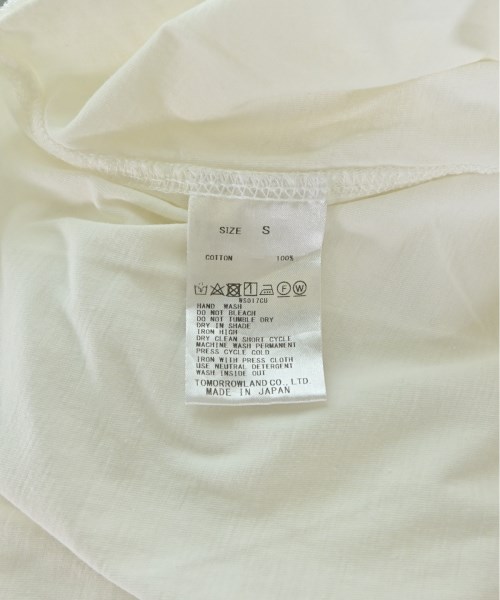 SIZE S
COTTON 100%
F W
WS017CU
HAND WASH
DO NOT BLEACH
DO NOT TUMBLE DRY
DRY IN SHADE
IRON HIGH
DRY CLEAN SHORT CYCLE
MACHINE WASH PERMANENT
PRESS CYCLE COLD
IRON WITH PRESS CLOTH
USE NEUTRAL DETERGENT
WASH INSIDE OUT
TOMORROWLAND CO., LTD.
MADE IN JAPAN